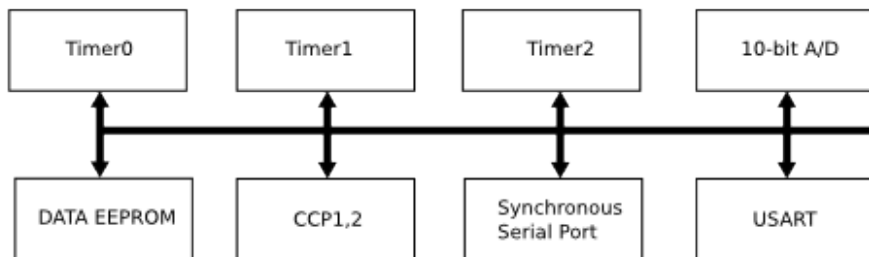 Timer0
Timer1
Timer2
10-bit A/D
DATA EEPROM
CCP1,2
Synchronous
Serial Port
USART